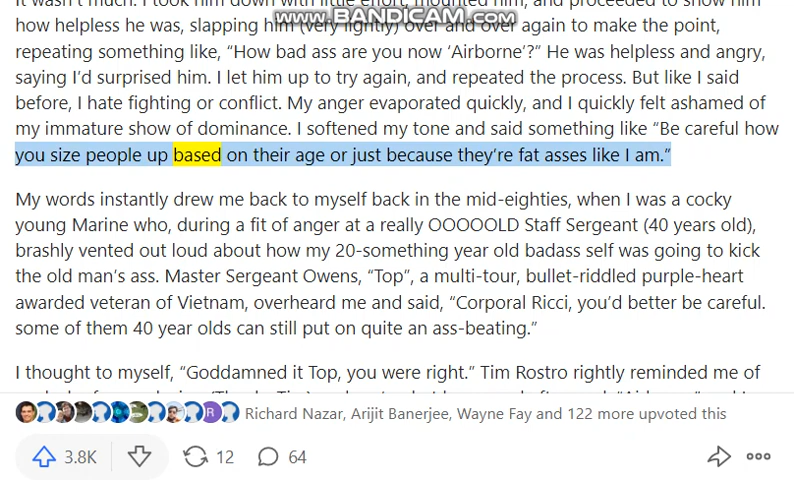 It wasn't much. I took him down with little effort, mounted him, and proceeded to show him
www.BANDICAM.com
how helpless he was, slapping him (very lightly) over and over again to make the point,
repeating something like, “How bad ass are you now ‘Airborne’?” He was helpless and angry,
saying I’d surprised him. I let him up to try again, and repeated the process. But like I said
before, I hate fighting or conflict. My anger evaporated quickly, and I quickly felt ashamed of
my immature show of dominance. I softened my tone and said something like “Be careful how
you size people up based on their age or just because they’re fat asses like I am.”
My words instantly drew me back to myself back in the mid-eighties, when I was a cocky
young Marine who, during a fit of anger at a really OOOOOLD Staff Sergeant (40 years old),
brashly vented out loud about how my 20-something year old badass self was going to kick
the old man’s ass. Master Sergeant Owens, “Top”, a multi-tour, bullet-riddled purple-heart
awarded veteran of Vietnam, overheard me and said, “Corporal Ricci, you’d better be careful.
some of them 40 year olds can still put on quite an ass-beating.”
I thought to myself, “Goddamned it Top, you were right.” Tim Rostro rightly reminded me of
R Richard Nazar, Arijit Banerjee, Wayne Fay and 122 more upvoted this
3.8K 12 64